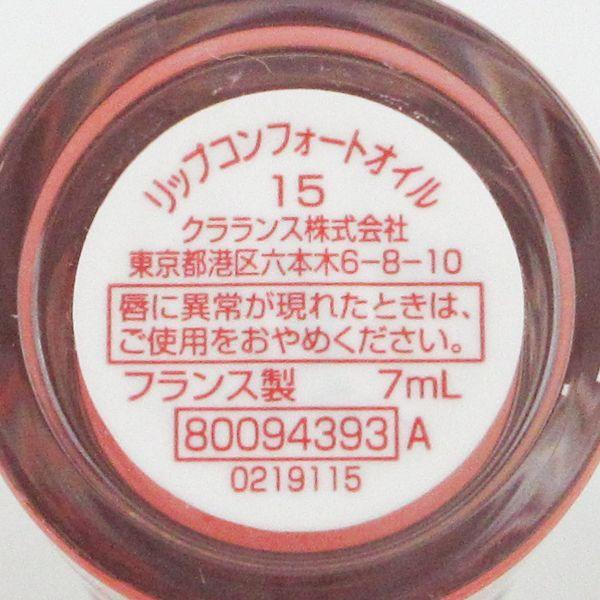 リップコンフォートオイル
15
クラランス株式会社
東京都港区六本木6-8-10
唇に異常が現れたときは、
ご使用をおやめください。
フランス製 7mL
80094393 A
0219115